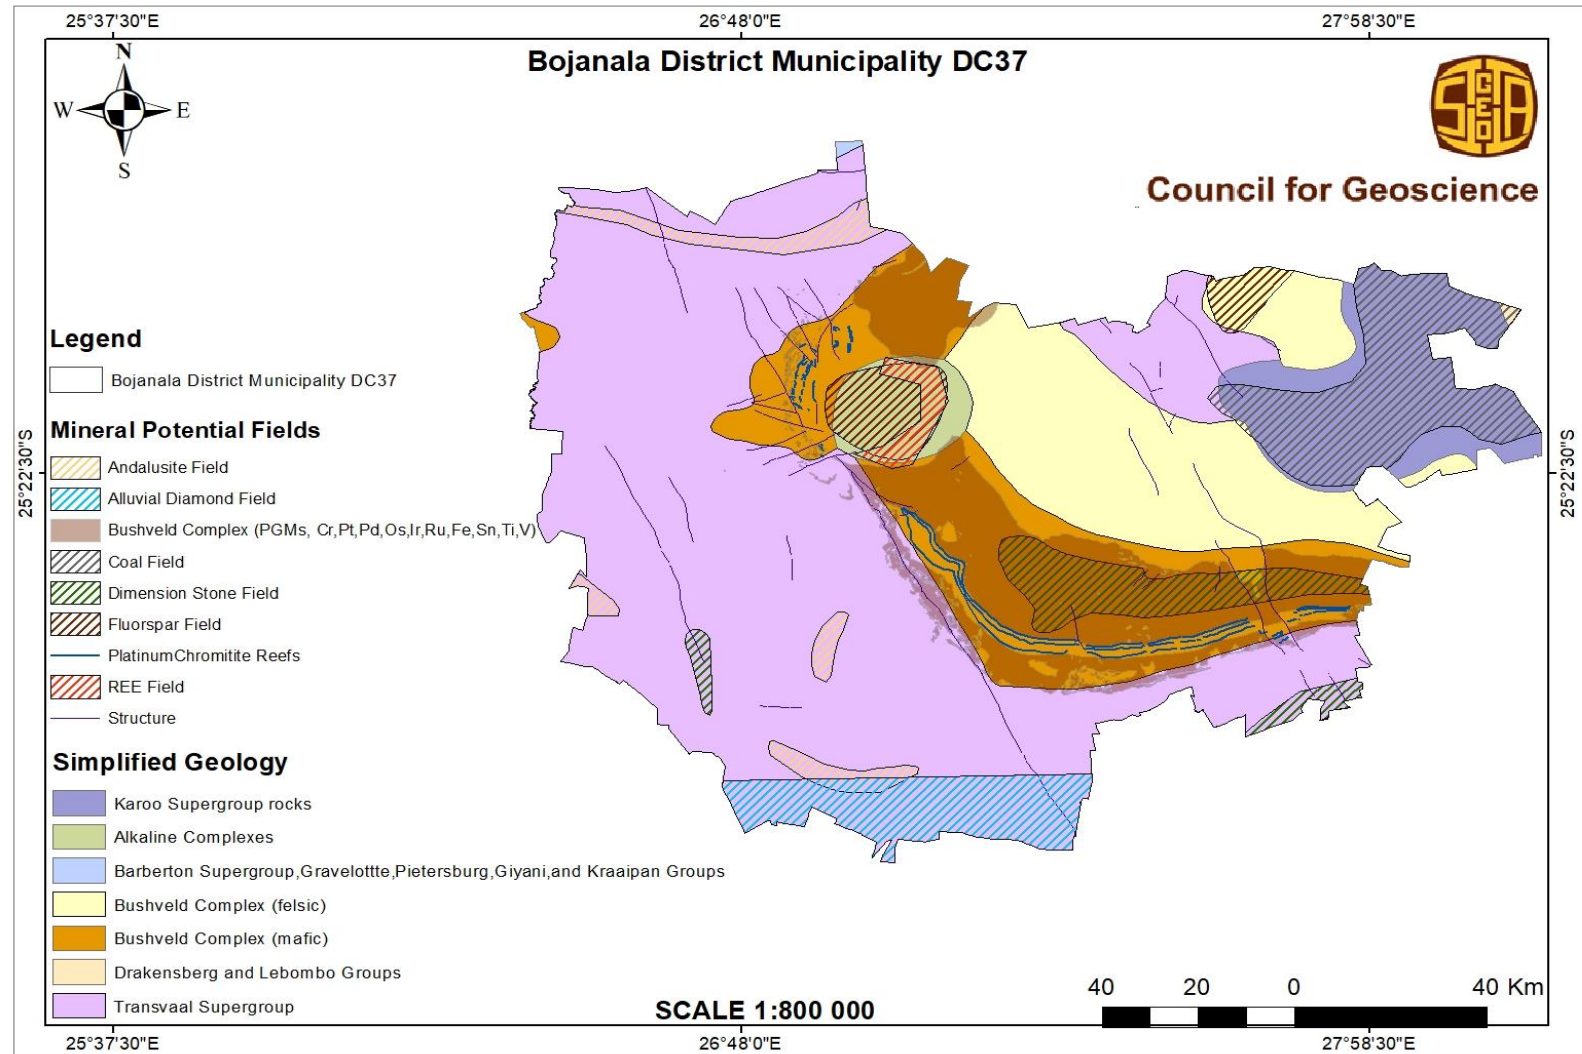 25°37'30"E
26°48'0"E
27°58'30"E
Bojanala District Municipality DC37
N
W
E
S
Council for Geoscience
Legend
Bojanala District Municipality DC37
Mineral Potential Fields
Andalusite Field
Alluvial Diamond Field
Bushveld Complex (PGMs, Cr,Pt,Pd,Os,Ir,Ru,Fe,Sn,Ti,V)
Coal Field
Dimension Stone Field
Fluorspar Field
PlatinumChromitite Reefs
REE Field
Structure
Simplified Geology
Karoo Supergroup rocks
Alkaline Complexes
Barberton Supergroup,Gravelottte,Pietersburg,Giyani,and Kraaipan Groups
Bushveld Complex (felsic)
Bushveld Complex (mafic)
Drakensberg and Lebombo Groups
Transvaal Supergroup
25°22'30"S
25°22'30"S
SCALE 1:800 000
40 20 0 40 Km
25°37'30"E
26°48'0"E
27°58'30"E